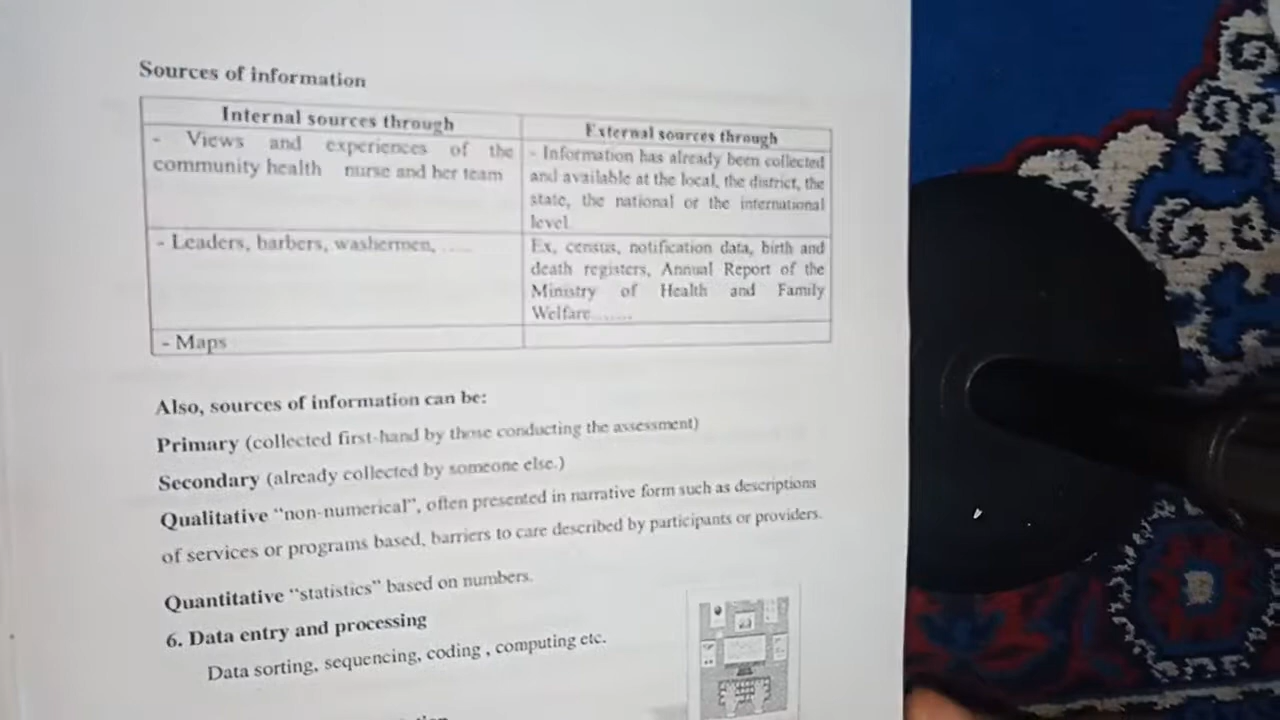 Sources of information
Internal sources through
External sources through
- Views and experiences of the
community health nurse and her team
- Information has already been collected
and available at the local, the district, the
state, the national or the international
level.
- Leaders, barbers, washermen, .....
Ex, census, notification data, birth and
death registers, Annual Report of the
Ministry of Health and Family
Welfare.......
- Maps
Also, sources of information can be:
Primary (collected first-hand by those conducting the assessment)
Secondary (already collected by someone else.)
Qualitative "non-numerical", often presented in narrative form such as descriptions
of services or programs based, barriers to care described by participants or providers.
Quantitative "statistics" based on numbers.
6. Data entry and processing
Data sorting, sequencing, coding , computing etc.